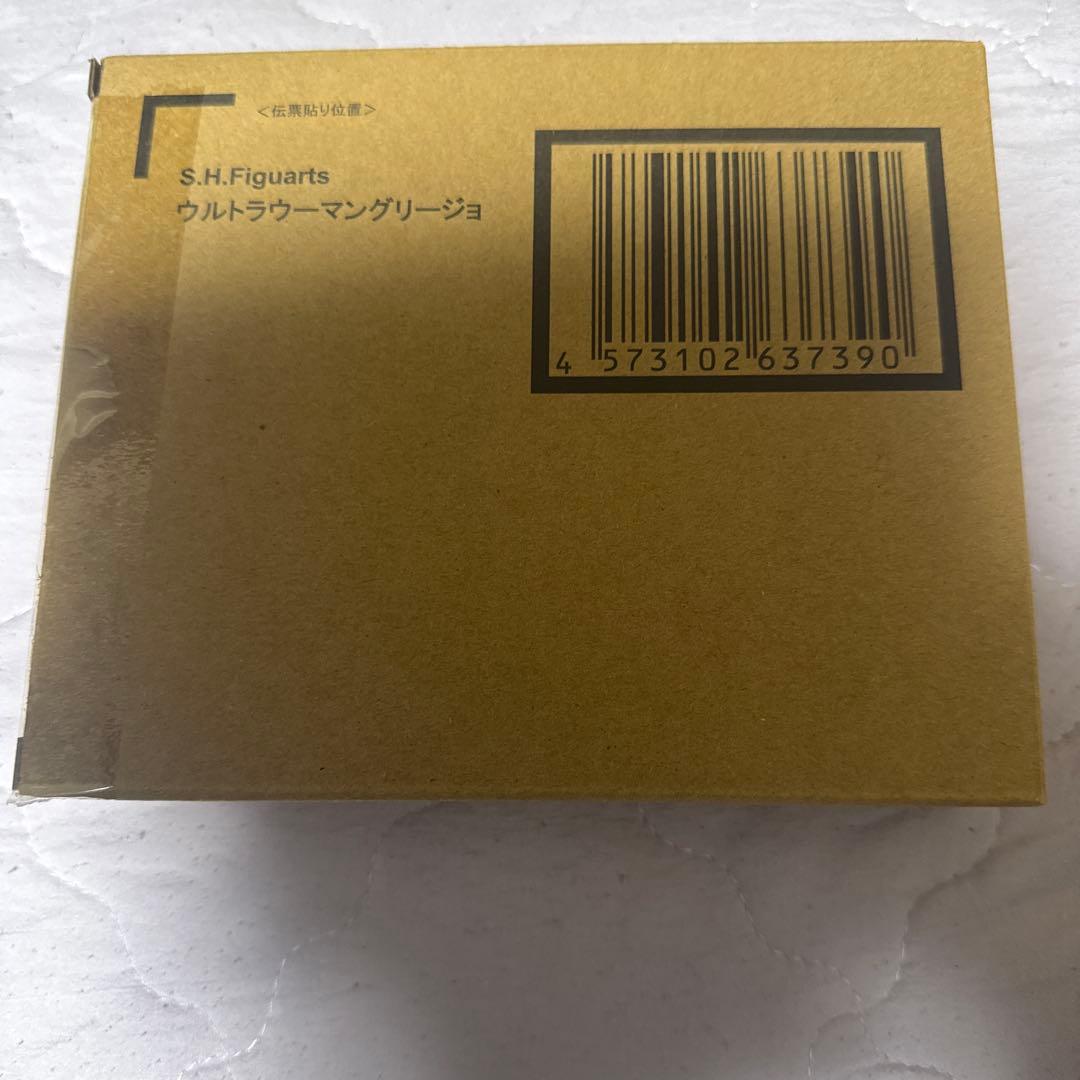 <伝票貼り位置>
S.H.Figuarts
ウルトラウーマングリージョ
4 573102 637390